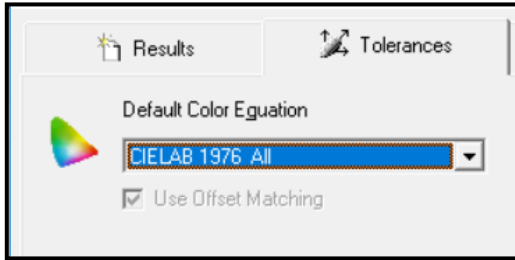 Results
Tolerances
Default Color Eguation
CIELAB 1976 All
Use Offset Matching